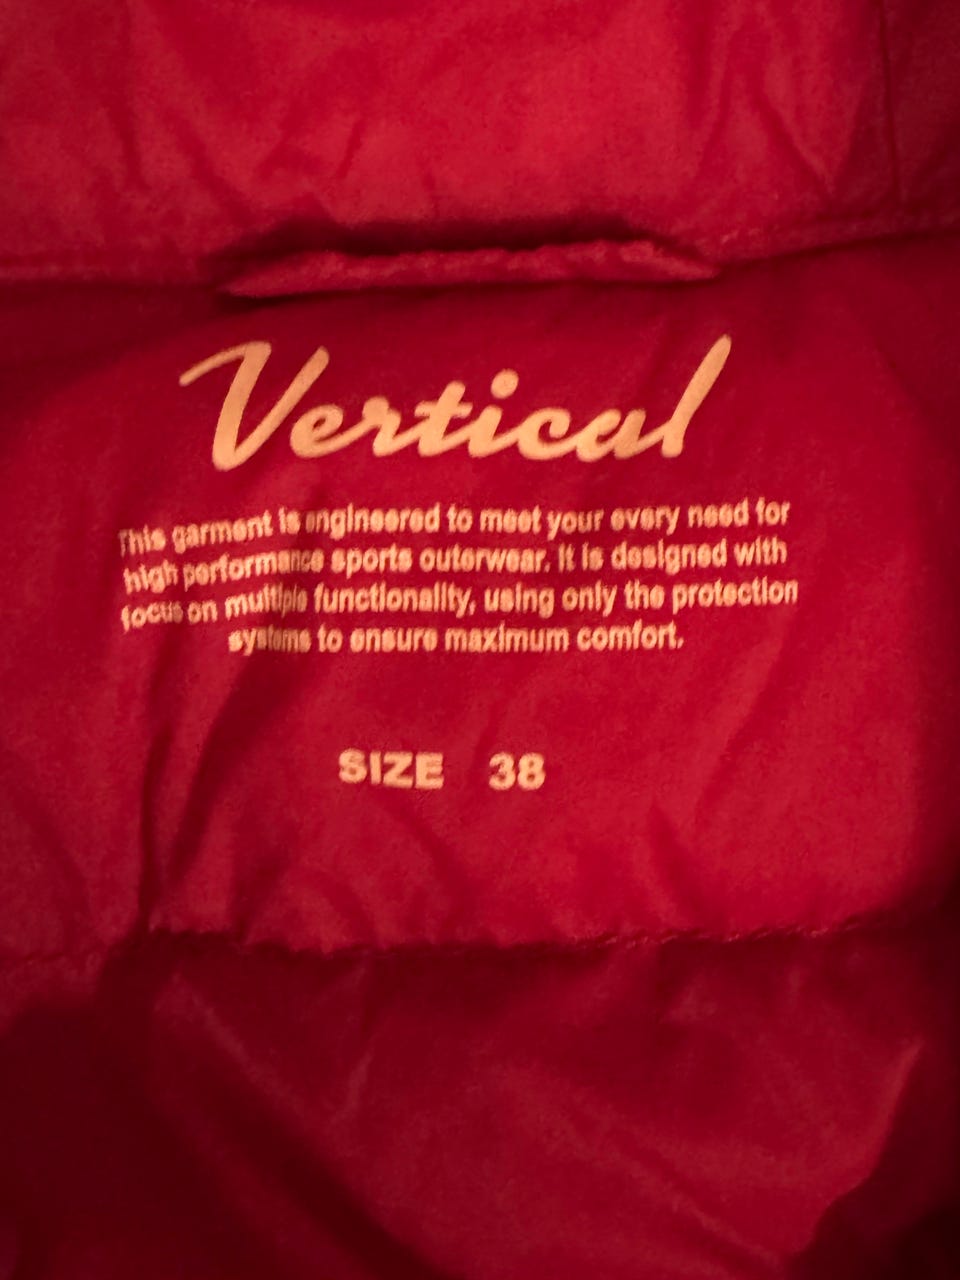 Vertical
This garment is engineered to meet your every need for
high performance sports outerwear. It is designed with
focus on multiple functionality, using only the protection
systems to ensure maximum comfort.
SIZE 38